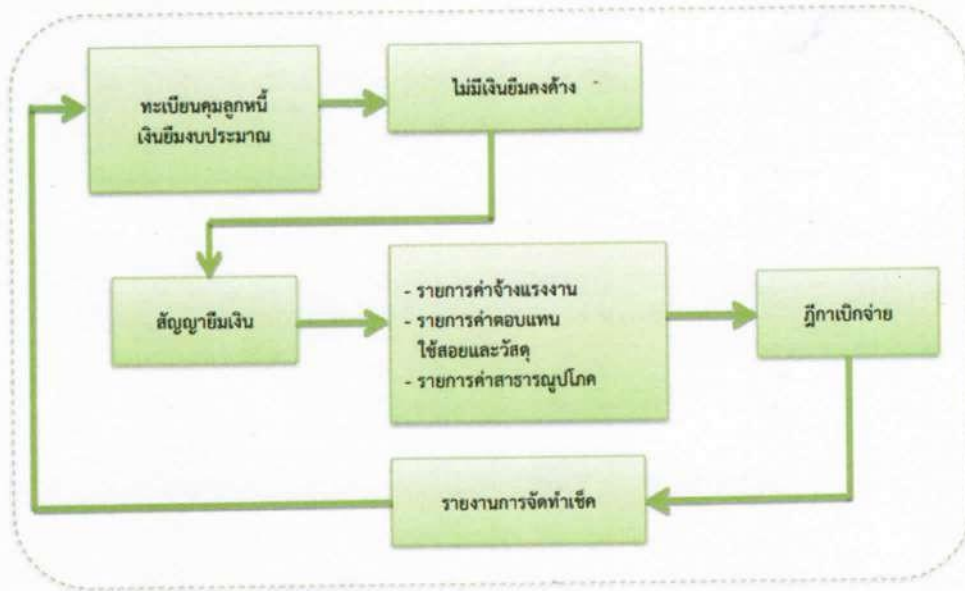 ทะเบียนคุมลูกหนี้
เงินยืมงบประมาณ
ไม่มีเงินยืมคงค้าง
สัญญายืมเงิน
- รายการค่าจ้างแรงงาน
- รายการค่าตอบแทน
ใช้สอยและวัสดุ
- รายการค่าสาธารณูปโภค
ฎีกาเบิกจ่าย
รายงานการจัดทำเช็ค